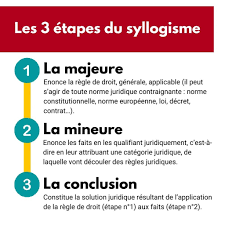 Les 3 étapes du syllogisme
1 La majeure
Enonce la règle de droit, générale, applicable (il peut
s'agir de toute norme juridique contraignante : norme
constitutionnelle, norme européenne, loi, décret,
contrat...).
2 La mineure
Enonce les faits en les qualifiant juridiquement, c'est-à-
dire en leur attribuant une catégorie juridique, de
laquelle vont découler des règles juridiques.
3 La conclusion
Constitue la solution juridique résultant de l'application
de la règle de droit (étape n°1) aux faits (étape n°2).